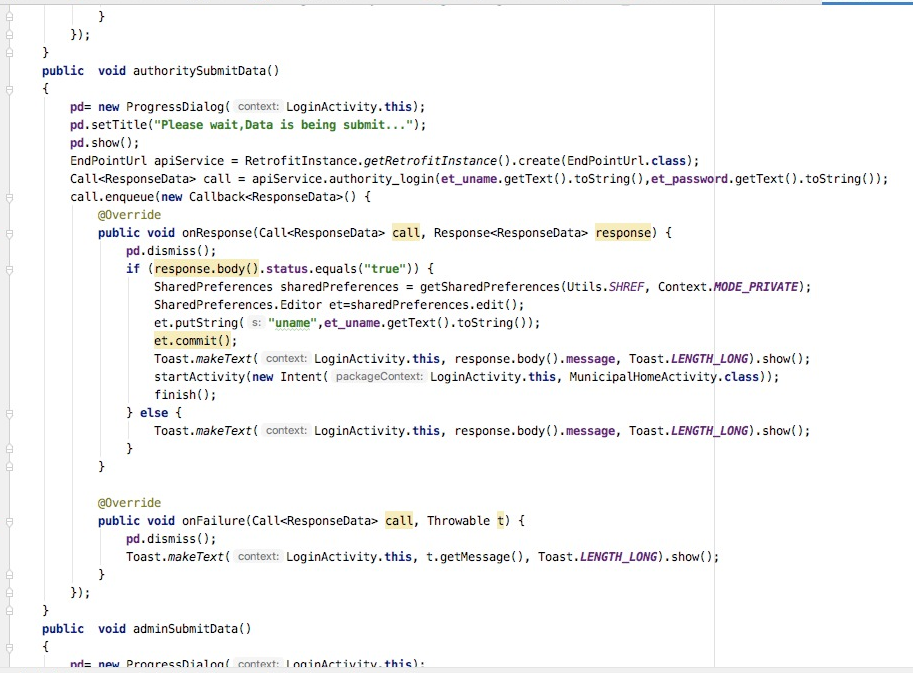 }
});
}
public void authoritySubmitData()
{
pd= new ProgressDialog( context: LoginActivity.this);
pd.setTitle("Please wait,Data is being submit...");
pd.show();
EndPointUrl apiService = RetrofitInstance.getRetrofitInstance().create(EndPointUrl.class);
Call<ResponseData> call = apiService.authority_login(et_uname.getText().toString(),et_password.getText().toString());
call.enqueue(new Callback<ResponseData>() {
@Override
public void onResponse(Call<ResponseData> call, Response<ResponseData> response) {
pd.dismiss();
if (response.body().status.equals("true")) {
SharedPreferences sharedPreferences = getSharedPreferences(Utils.SHREF, Context.MODE_PRIVATE);
SharedPreferences.Editor et=sharedPreferences.edit();
et.putString( s: "uname",et_uname.getText().toString());
et.commit();
Toast.makeText( context: LoginActivity.this, response.body().message, Toast.LENGTH_LONG).show();
startActivity(new Intent( packageContext: LoginActivity.this, MunicipalHomeActivity.class));
finish();
} else {
Toast.makeText( context: LoginActivity.this, response.body().message, Toast.LENGTH_LONG).show();
}
}
@Override
public void onFailure(Call<ResponseData> call, Throwable t) {
pd.dismiss();
Toast.makeText( context: LoginActivity.this, t.getMessage(), Toast.LENGTH_LONG).show();
}
});
}
public void adminSubmitData()
{
pd= new ProgressDialog( context: LoginActivity.this);